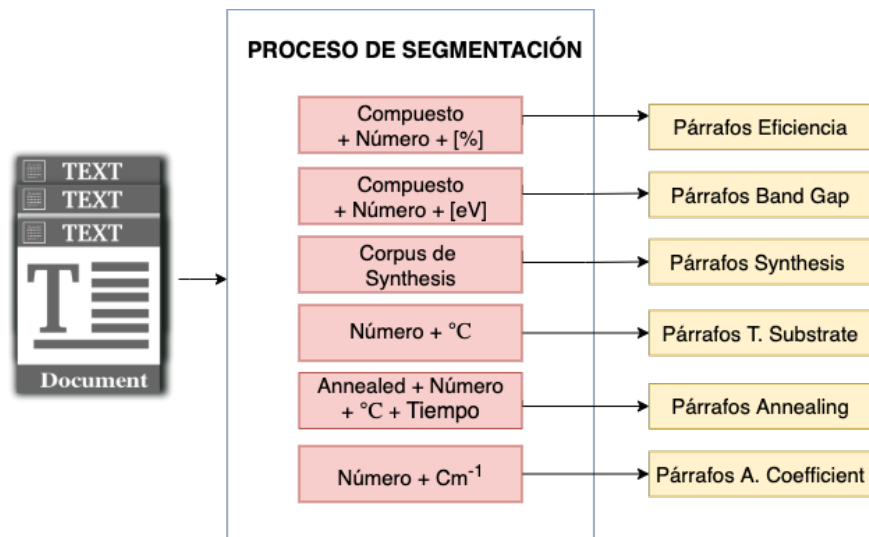 PROCESO DE SEGMENTACIÓN
TEXT
TEXT
TEXT
T
Document
Compuesto
+ Número + [%]
Párrafos Eficiencia
Compuesto
+ Número + [eV]
Párrafos Band Gap
Corpus de
Synthesis
Párrafos Synthesis
Número + °C
Párrafos T. Substrate
Annealed + Número
+ °C + Tiempo
Párrafos Annealing
Número + Cm⁻¹
Párrafos A. Coefficient